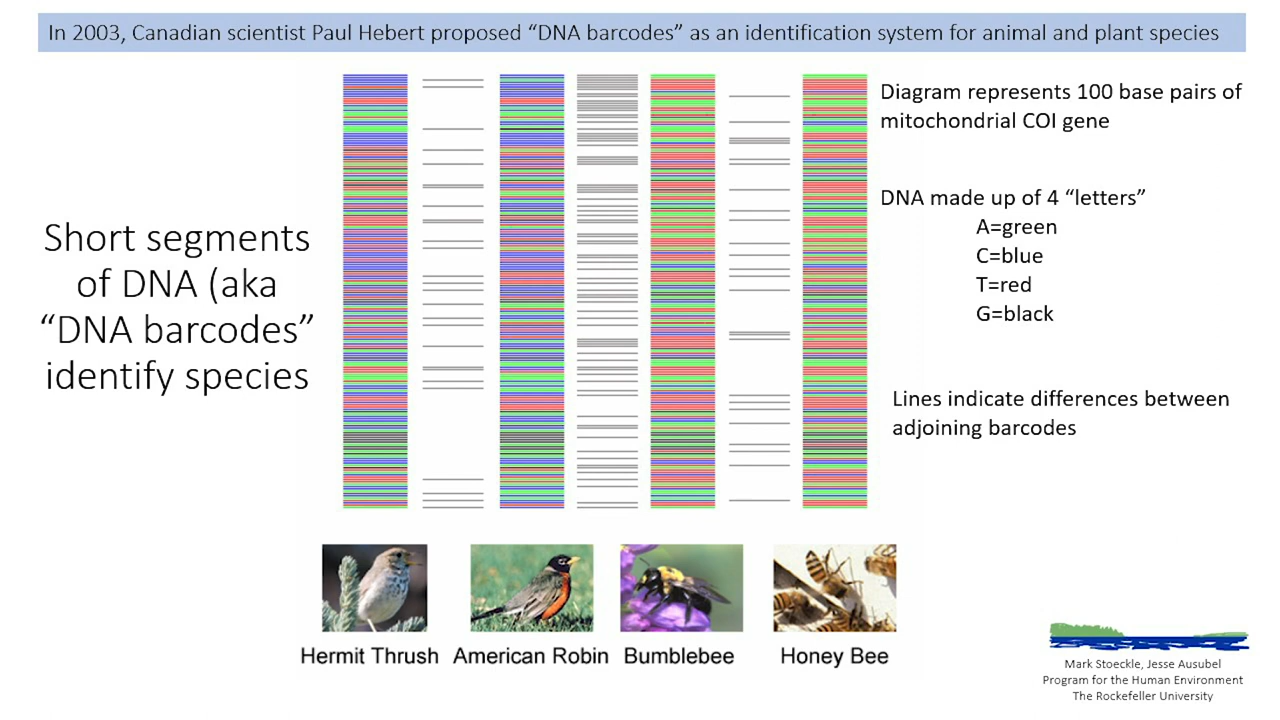 In 2003, Canadian scientist Paul Hebert proposed “DNA barcodes” as an identification system for animal and plant species
Diagram represents 100 base pairs of
mitochondrial COI gene
DNA made up of 4 “letters”
A=green
C=blue
T=red
G=black
Short segments
of DNA (aka
“DNA barcodes”
identify species
Lines indicate differences between
adjoining barcodes
Hermit Thrush American Robin Bumblebee Honey Bee
Mark Stoeckle, Jesse Ausubel
Program for the Human Environment
The Rockefeller University